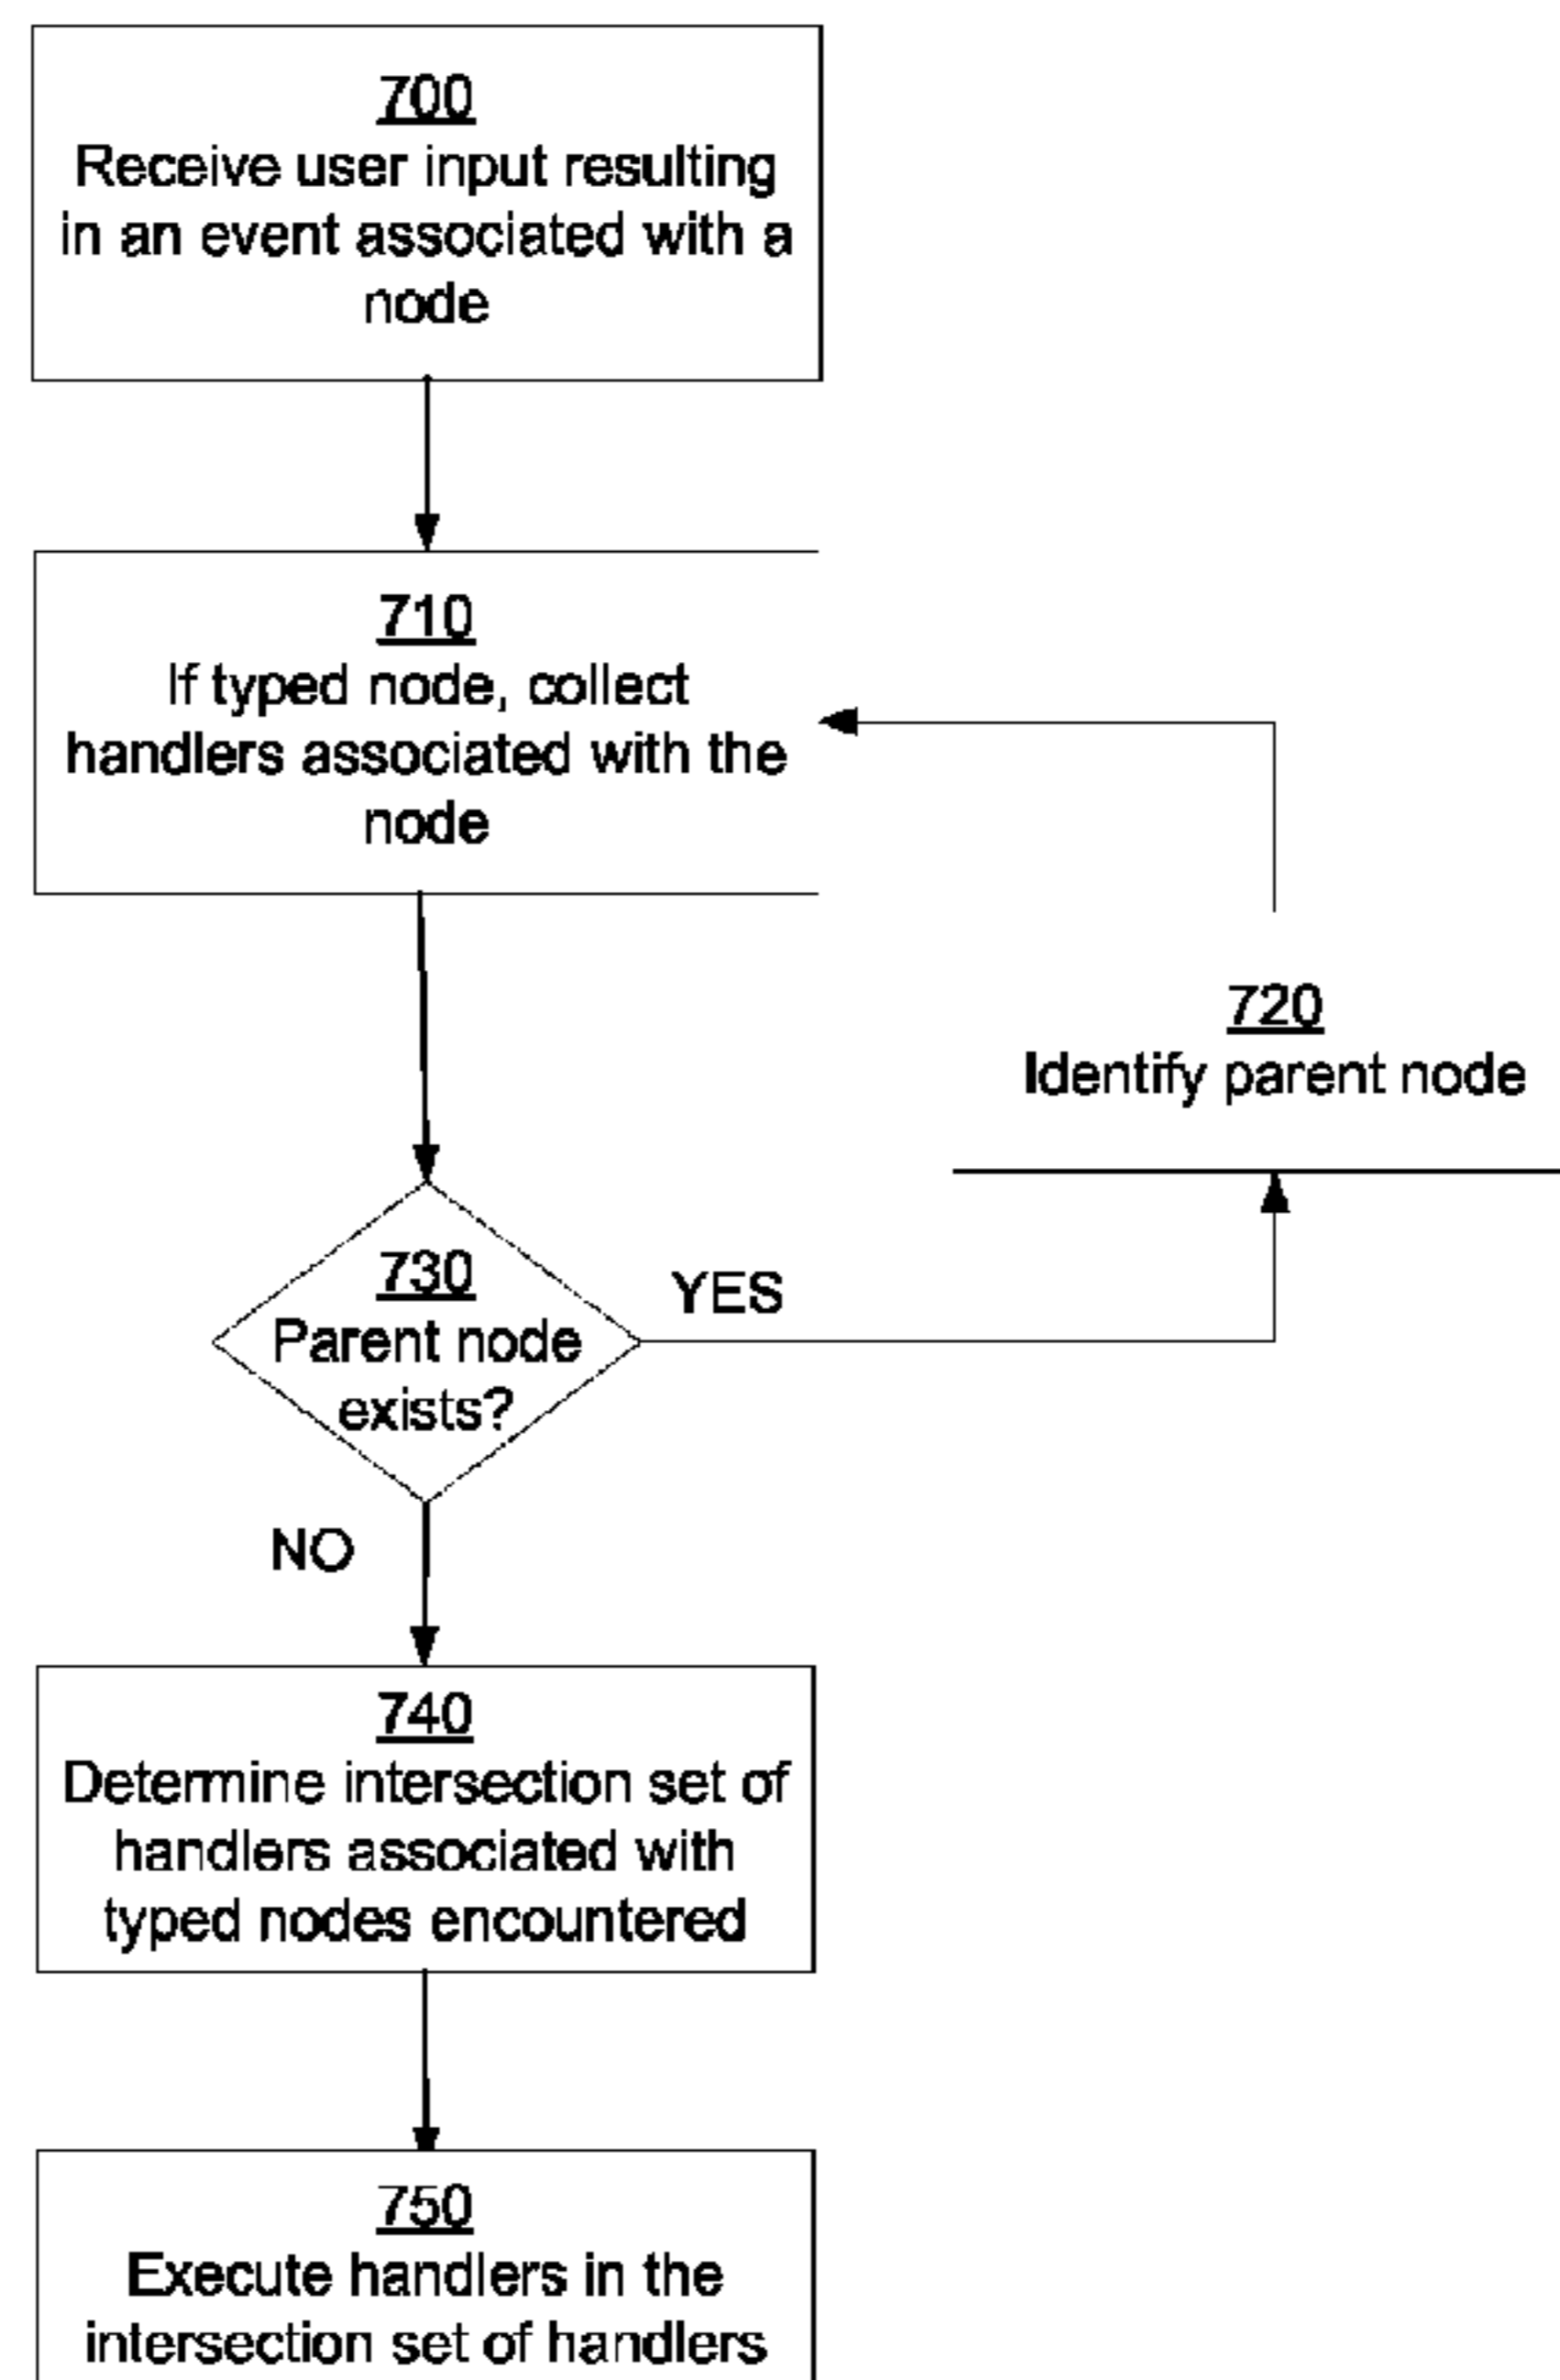 700
Receive user input resulting
in an event associated with a
node
710
If typed node, collect
handlers associated with the
node
720
Identify parent node
730
Parent node
exists?
YES
NO
740
Determine intersection set of
handlers associated with
typed nodes encountered
750
Execute handlers in the
intersection set of handlers